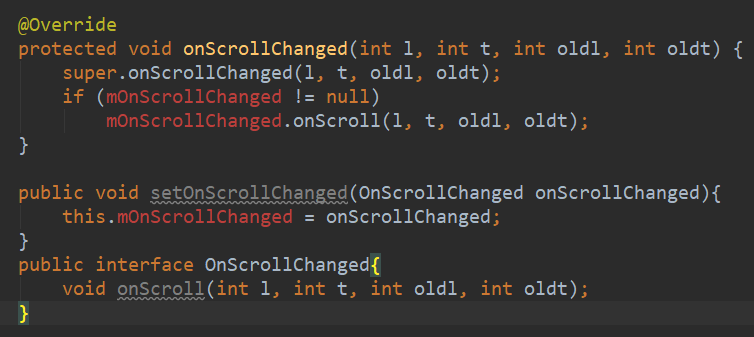 @Override
protected void onScrollChanged(int l, int t, int oldl, int oldt) {
super.onScrollChanged(l, t, oldl, oldt);
if (mOnScrollChanged != null)
mOnScrollChanged.onScroll(l, t, oldl, oldt);
}
public void setOnScrollChanged(OnScrollChanged onScrollChanged){
this.mOnScrollChanged = onScrollChanged;
}
public interface OnScrollChanged{
void onScroll(int l, int t, int oldl, int oldt);
}